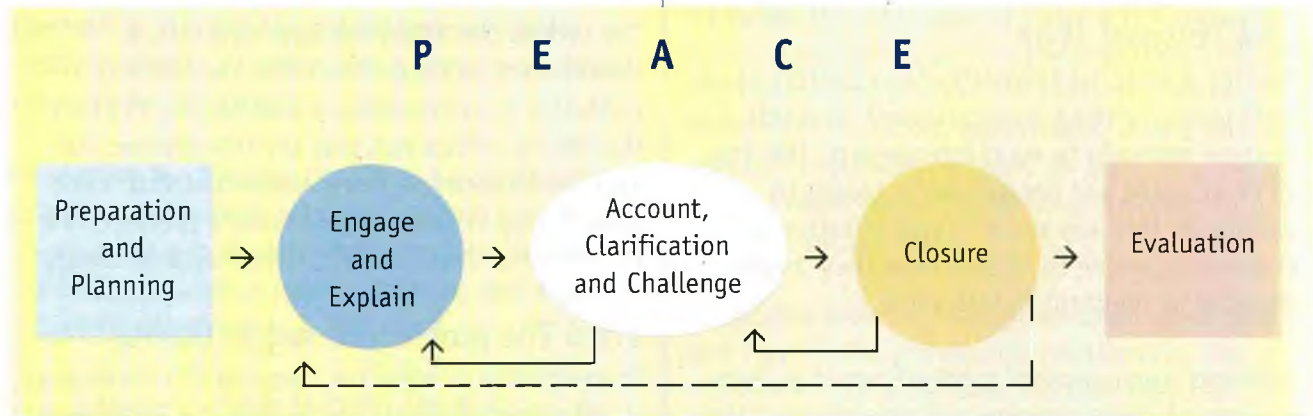 P E A C E
Preparation
and
Planning
Engage
and
Explain
Account,
Clarification
and Challenge
Closure
Evaluation